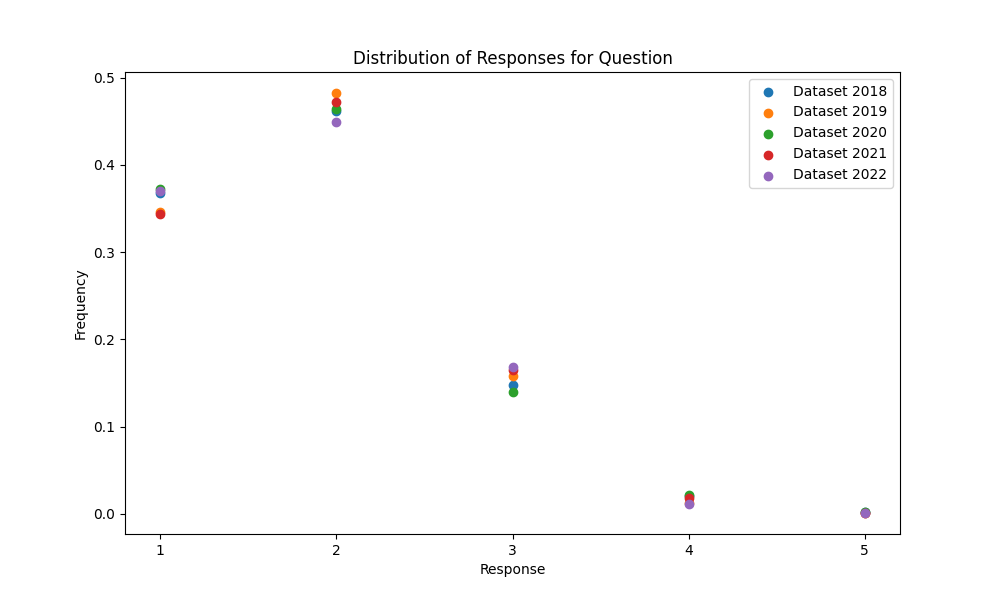 Distribution of Responses for Question
0.5
0.4
0.3
0.2
0.1
0.0
Frequency
1 2 3 4 5
Response
Dataset 2018
Dataset 2019
Dataset 2020
Dataset 2021
Dataset 2022